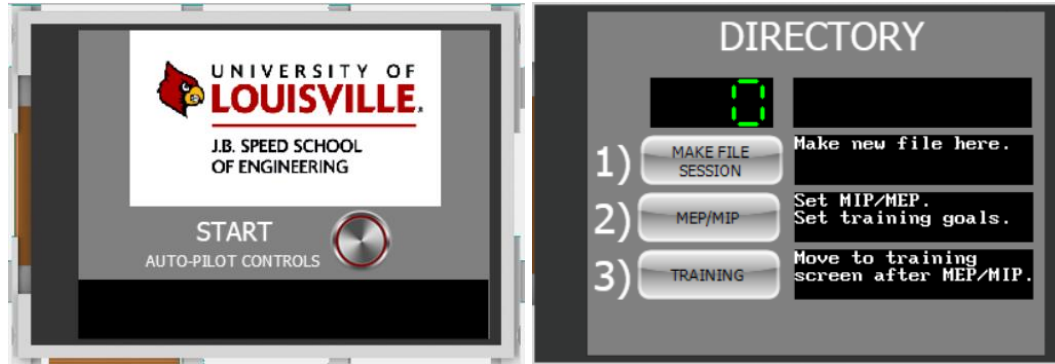 UNIVERSITY OF
LOUISVILLE.
J.B. SPEED SCHOOL
OF ENGINEERING
START
AUTO-PILOT CONTROLS
DIRECTORY
0
1) MAKE FILE
SESSION
Make new file here.
2) MEP/MIP
Set MIP/MEP.
Set training goals.
3) TRAINING
Move to training
screen after MEP/MIP.